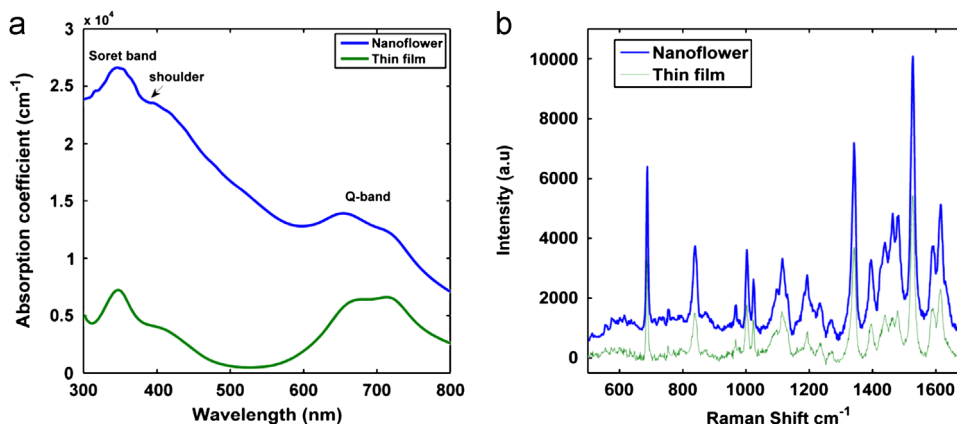 a
x 10⁴
3
2.5
2
1.5
1
0.5
0
Absorption coefficient (cm⁻¹)
Soret band
shoulder
Q-band
Nanoflower
Thin film
300
400
500
600
700
800
Wavelength (nm)
b
10000
8000
6000
4000
2000
0
Intensity (a.u)
Nanoflower
Thin film
600
800
1000
1200
1400
1600
Raman Shift cm⁻¹